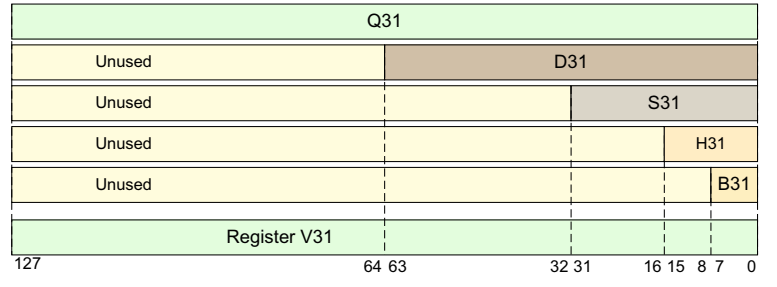 Q31
Unused D31
Unused S31
Unused H31
Unused B31
Register V31
127 64 63 32 31 16 15 8 7 0